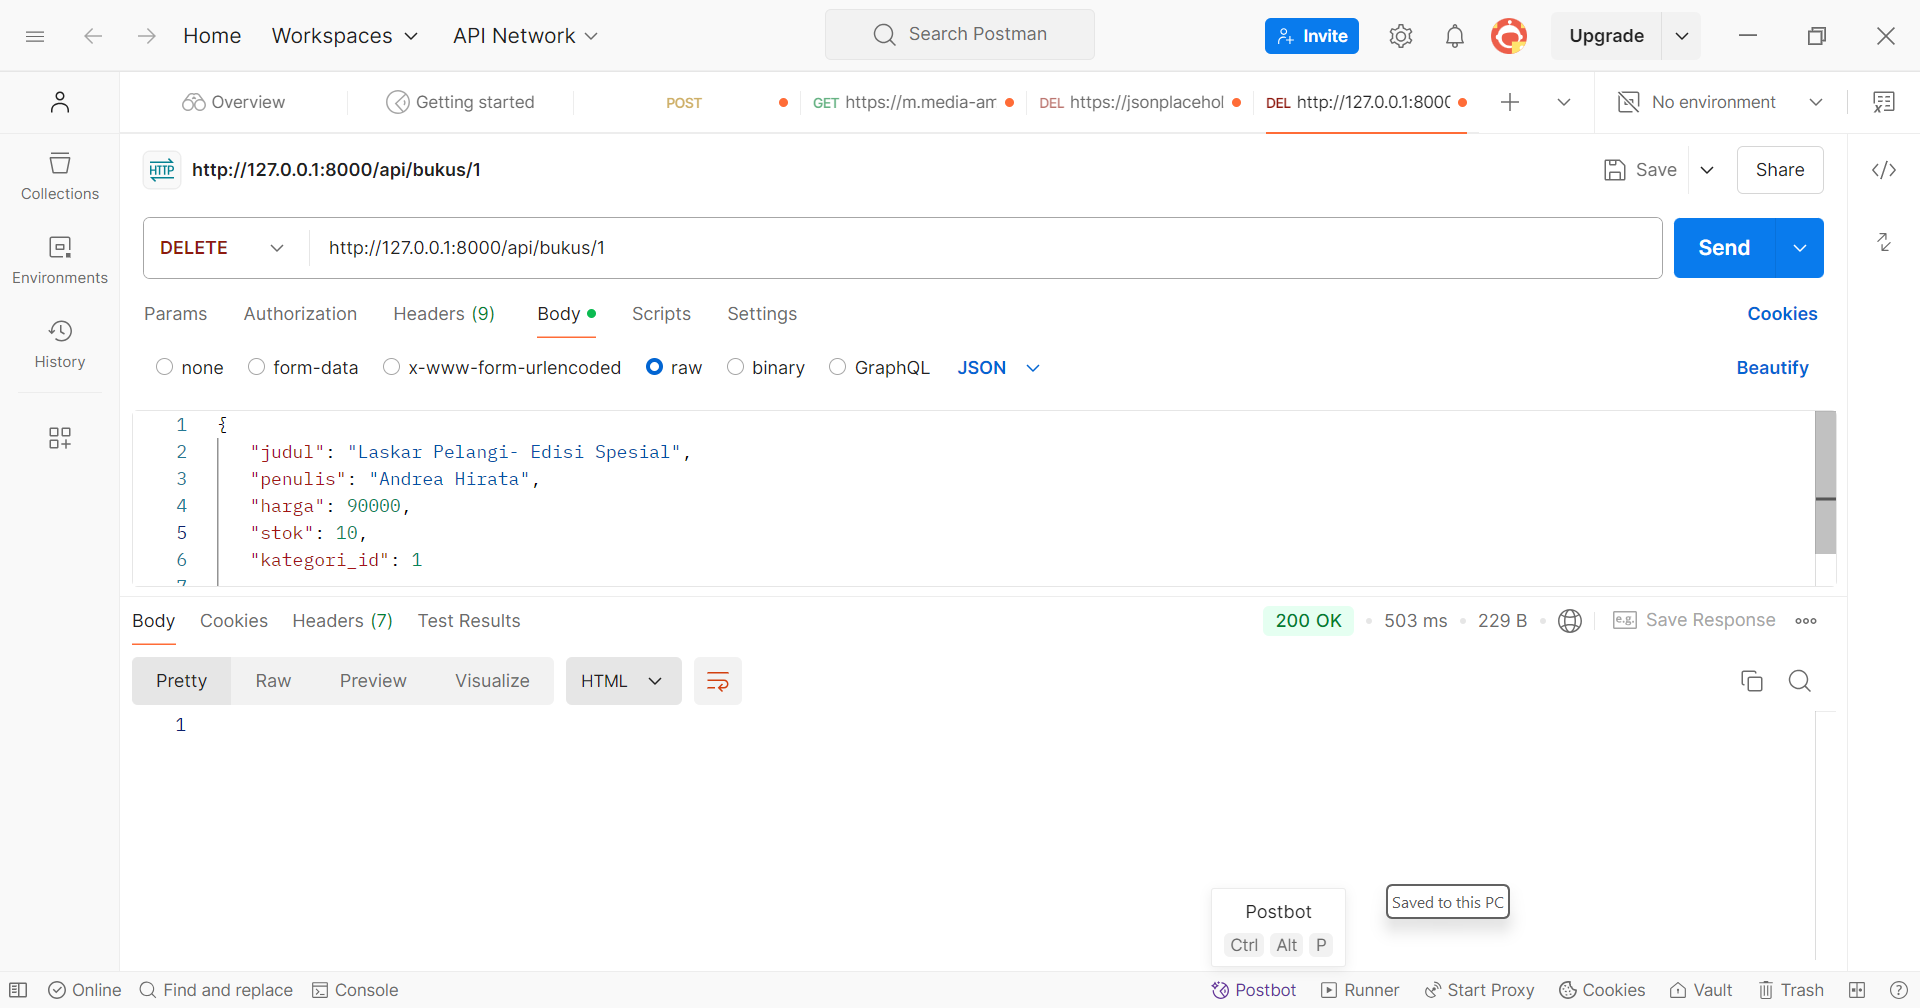 Home Workspaces API Network Search Postman Invite Upgrade
Overview Getting started POST GET https://m.media-am DEL https://jsonplacehol DEL http://127.0.0.1:8000 No environment
HTTP http://127.0.0.1:8000/api/bukus/1 Save Share
Collections
DELETE http://127.0.0.1:8000/api/bukus/1 Send
Environments
Params Authorization Headers (9) Body Scripts Settings Cookies
History
none form-data x-www-form-urlencoded raw binary GraphQL JSON Beautify
1 {
2 "judul": "Laskar Pelangi- Edisi Spesial",
3 "penulis": "Andrea Hirata",
4 "harga": 90000,
5 "stok": 10,
6 "kategori_id": 1
7
Body Cookies Headers (7) Test Results 200 OK • 503 ms • 229 B • e.g. Save Response
Pretty Raw Preview Visualize HTML
1
Postbot
Ctrl Alt P
Saved to this PC
Online Find and replace Console Postbot Runner Start Proxy Cookies Vault Trash